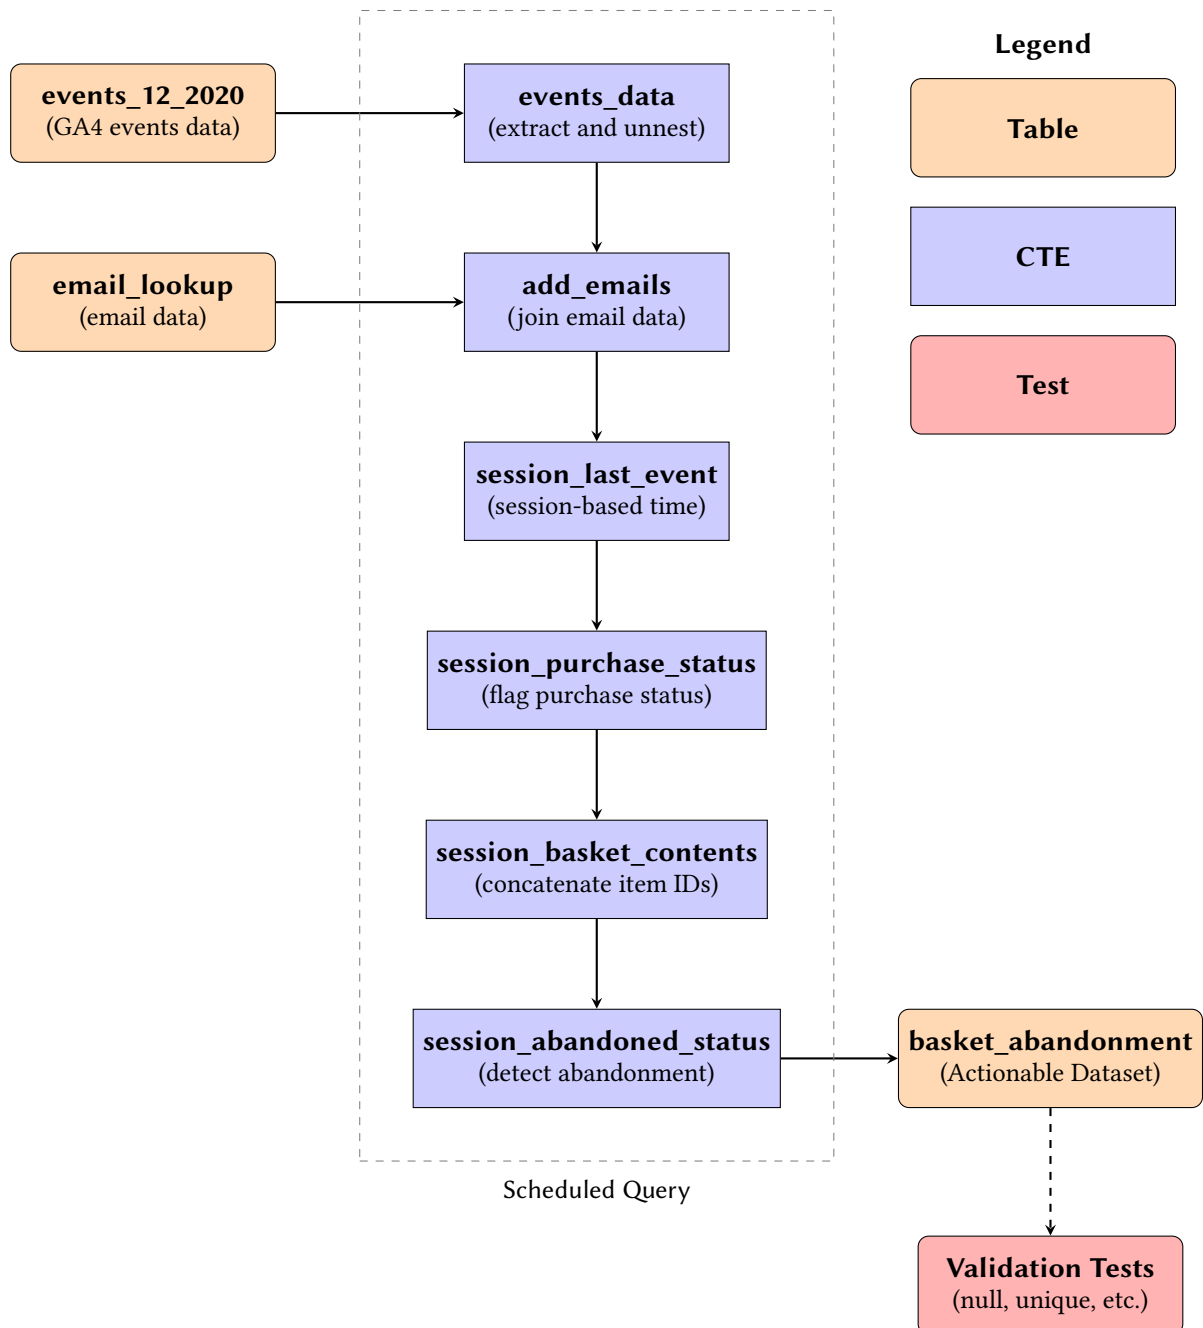 events_12_2020
(GA4 events data)
events_data
(extract and unnest)
Legend
Table
email_lookup
(email data)
add_emails
(join email data)
CTE
Test
session_last_event
(session-based time)
session_purchase_status
(flag purchase status)
session_basket_contents
(concatenate item IDs)
session_abandoned_status
(detect abandonment)
basket_abandonment
(Actionable Dataset)
Scheduled Query
Validation Tests
(null, unique, etc.)